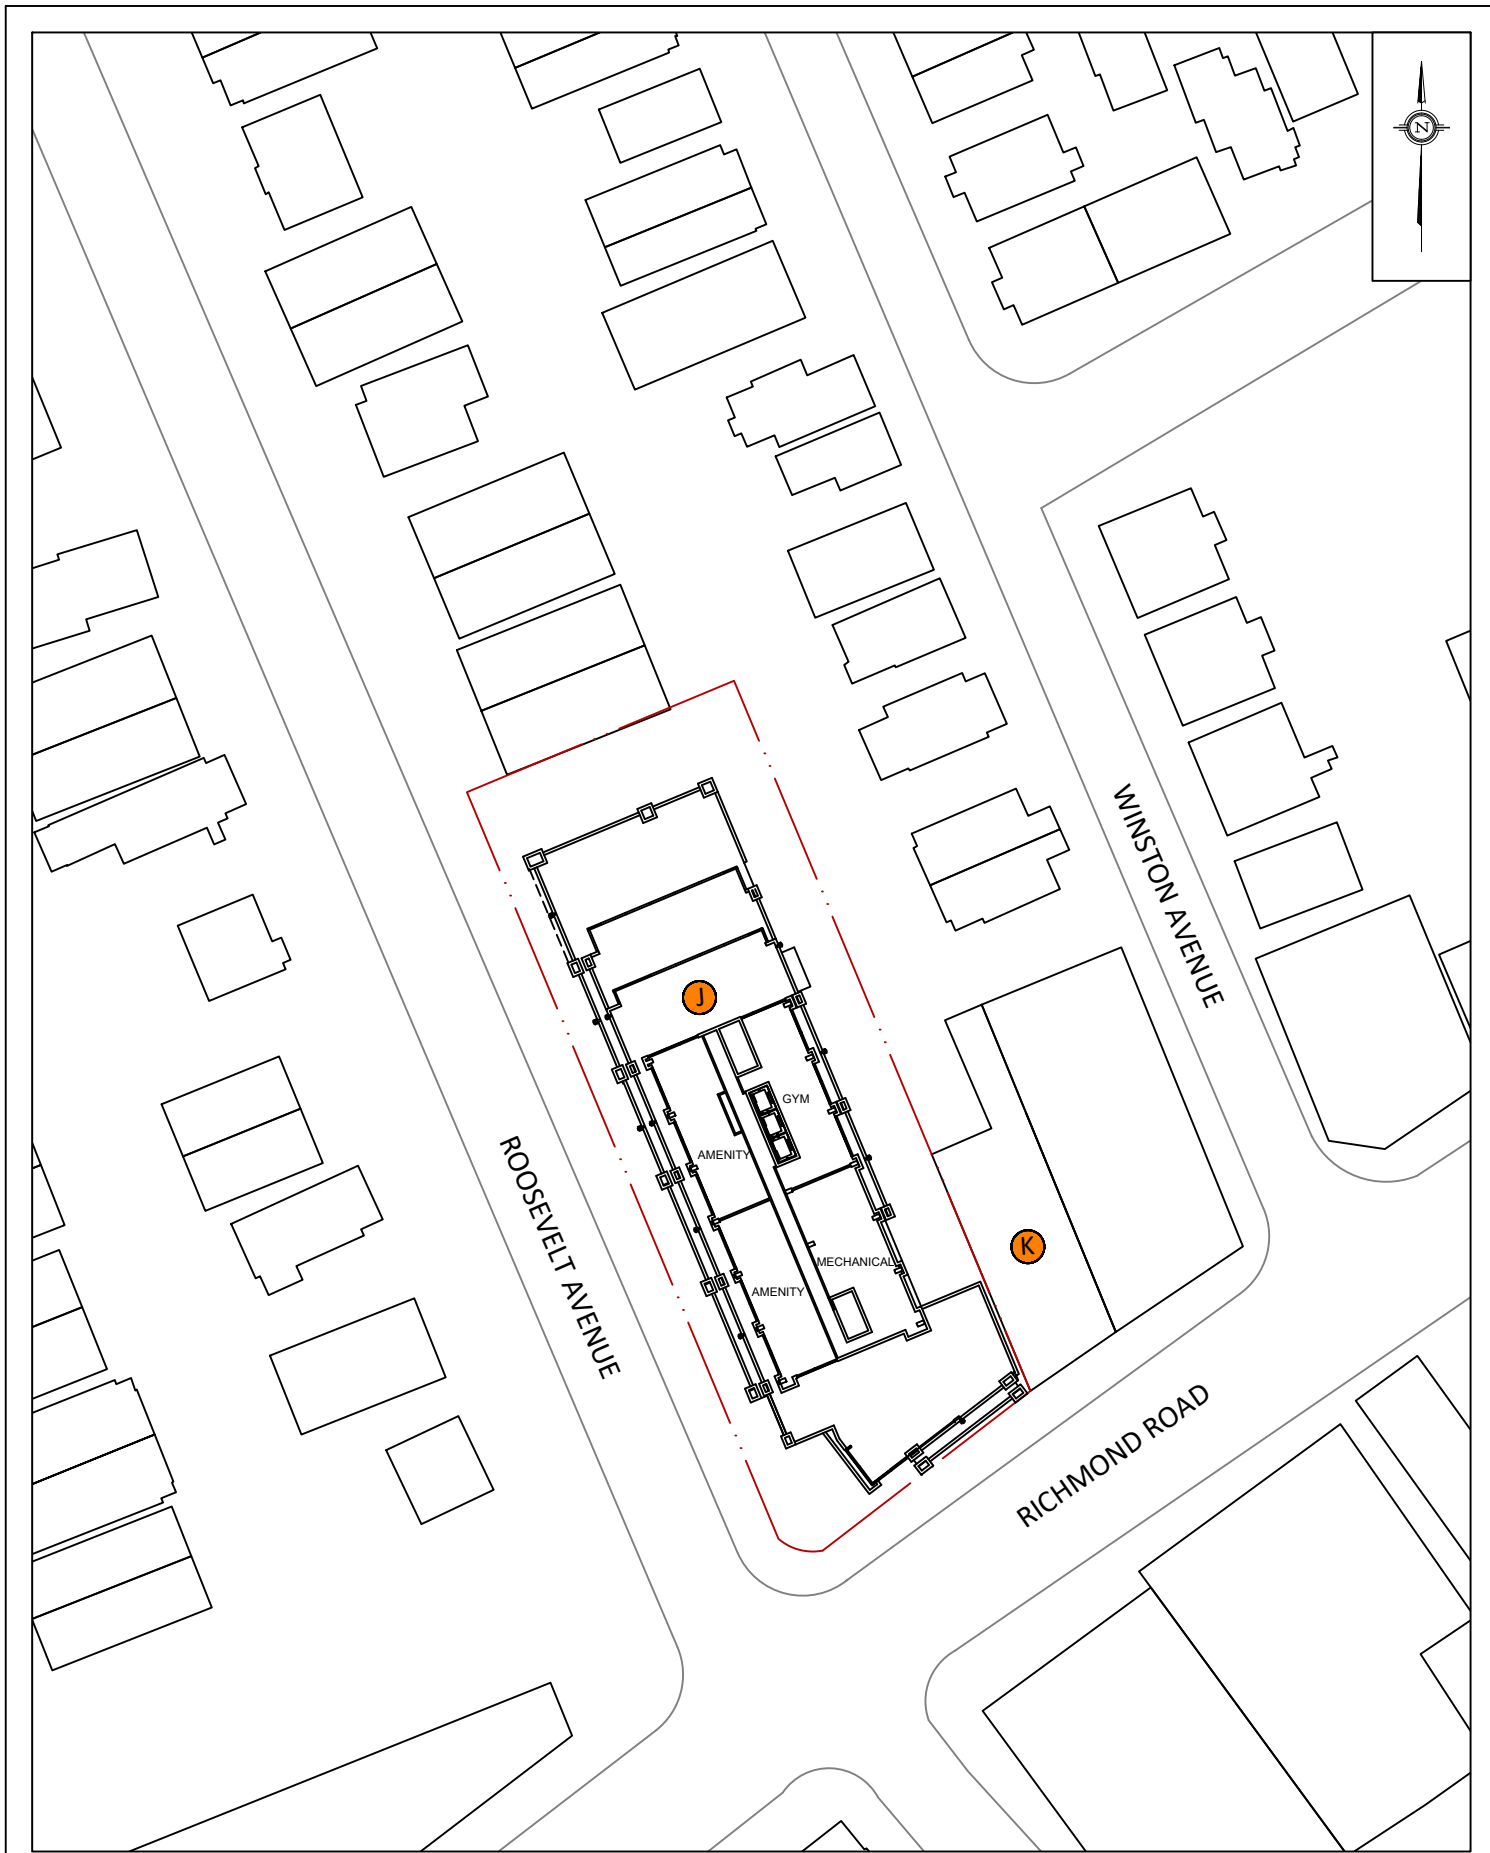 N
WINSTON AVENUE
J
GYM
AMENITY
ROOSEVELT AVENUE
K
MECHANICAL
AMENITY
RICHMOND ROAD